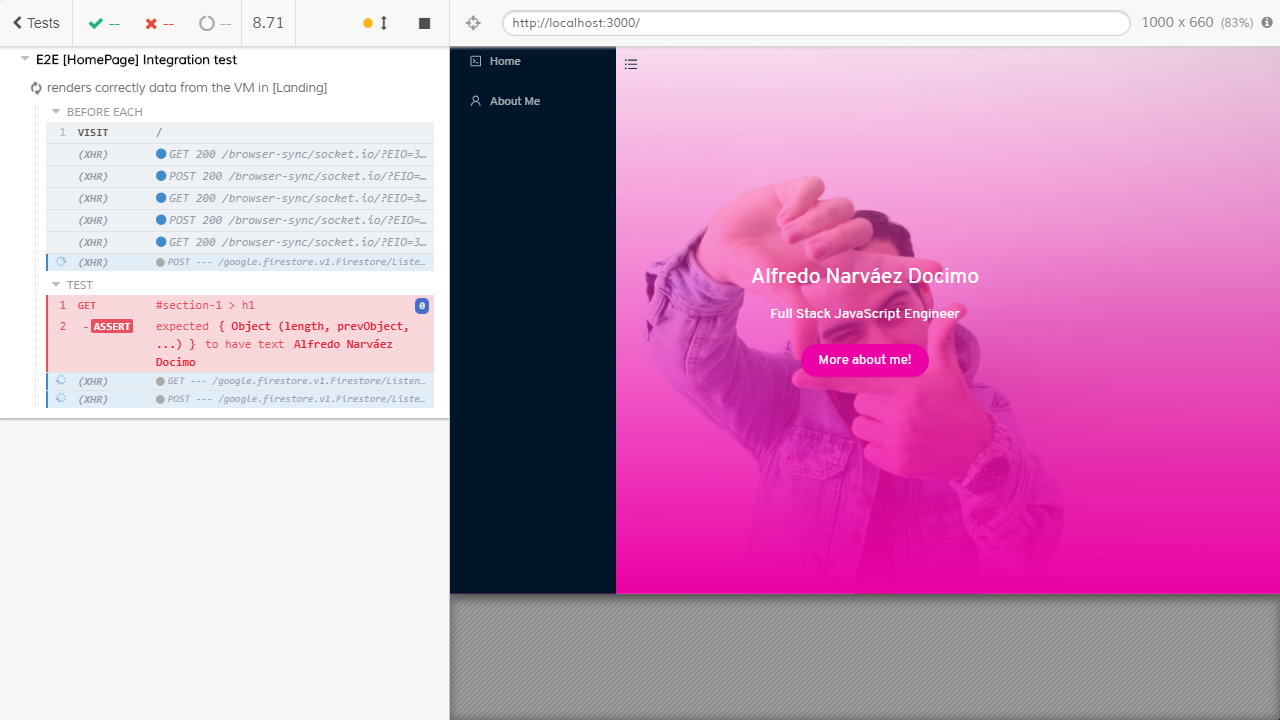 Tests -- -- -- 8.71
http://localhost:3000/ 1000 x 660 (83%)
E2E [HomePage] Integration test
renders correctly data from the VM in [Landing]
BEFORE EACH
1 VISIT /
(XHR) GET 200 /browser-sync/socket.io/?EIO=3…
(XHR) POST 200 /browser-sync/socket.io/?EIO=…
(XHR) GET 200 /browser-sync/socket.io/?EIO=3…
(XHR) POST 200 /browser-sync/socket.io/?EIO=…
(XHR) GET 200 /browser-sync/socket.io/?EIO=3…
(XHR) POST --- /google.firestore.v1.Firestore/Liste…
TEST
1 GET #section-1 > h1 0
2 -ASSERT expected { Object (length, prevObject,
...) } to have text Alfredo Narváez
Docimo
(XHR) GET --- /google.firestore.v1.Firestore/Listen…
(XHR) POST --- /google.firestore.v1.Firestore/Liste…
Home
About Me
Alfredo Narváez Docimo
Full Stack JavaScript Engineer
More about me!